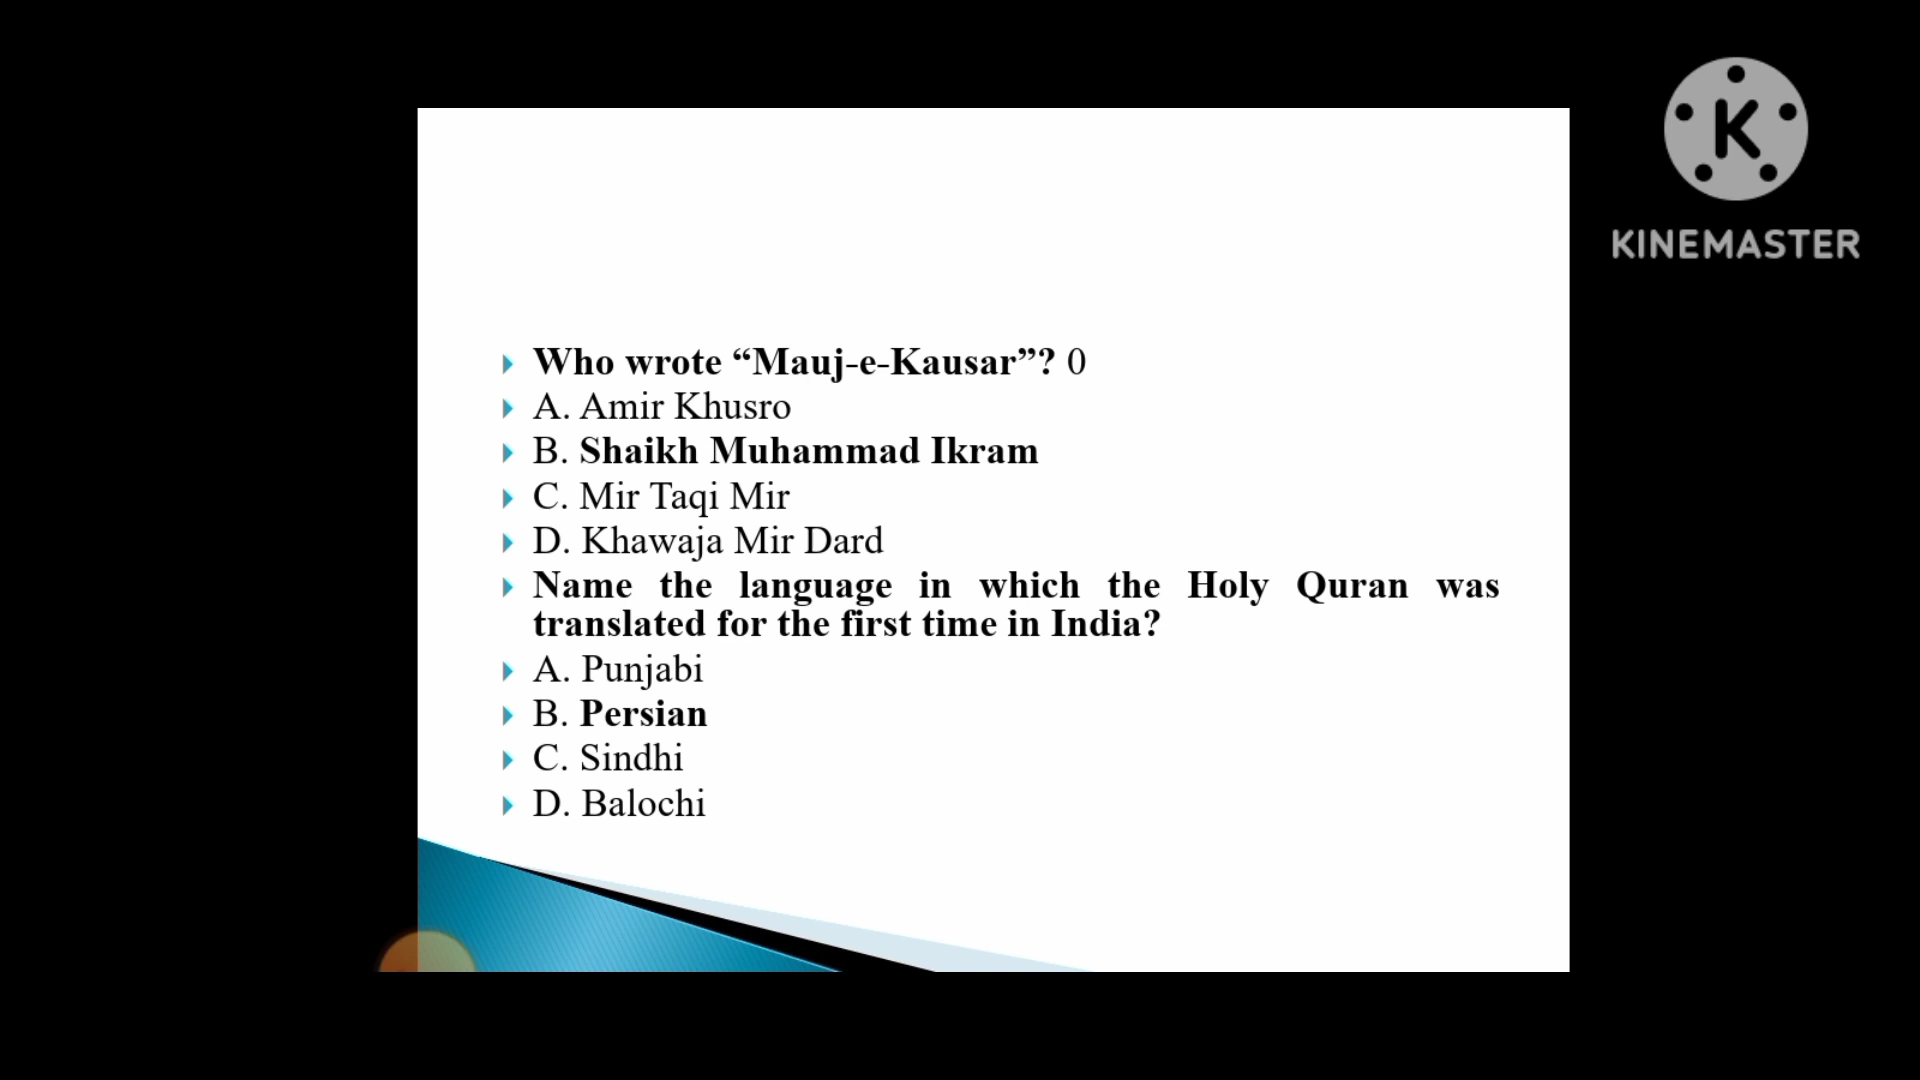 K
KINEMASTER
Who wrote “Mauj-e-Kausar”? 0
A. Amir Khusro
B. Shaikh Muhammad Ikram
C. Mir Taqi Mir
D. Khawaja Mir Dard
Name the language in which the Holy Quran was
translated for the first time in India?
A. Punjabi
B. Persian
C. Sindhi
D. Balochi